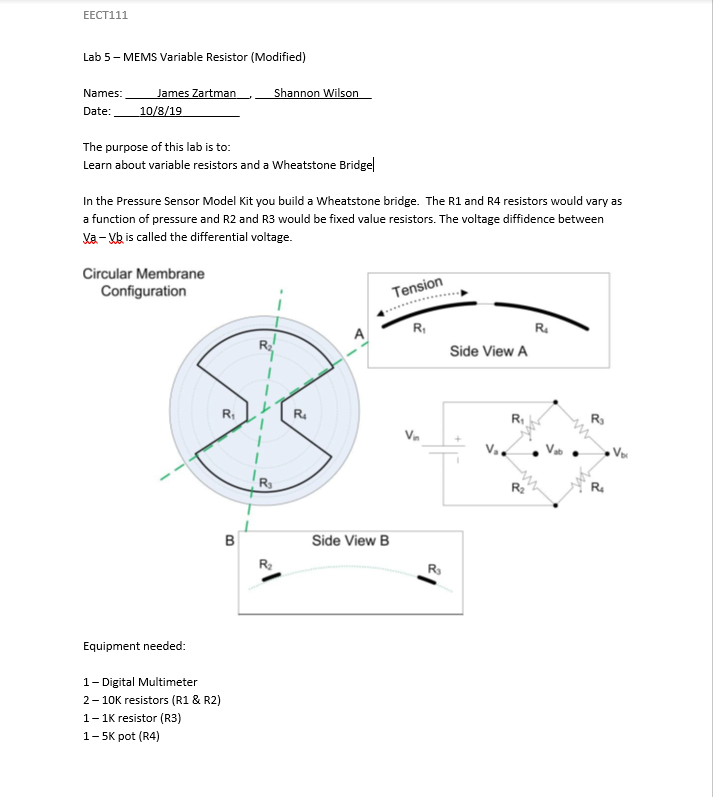 EECT111
Lab 5 – MEMS Variable Resistor (Modified)
Names: James Zartman , Shannon Wilson
Date: 10/8/19
The purpose of this lab is to:
Learn about variable resistors and a Wheatstone Bridge
In the Pressure Sensor Model Kit you build a Wheatstone bridge. The R1 and R4 resistors would vary as
a function of pressure and R2 and R3 would be fixed value resistors. The voltage diffidence between
Va – Vb is called the differential voltage.
Circular Membrane
Configuration
Tension
R₁
R₄
Side View A
A
R₂
R₁
R₄
R₃
B
Vin
+
R₁
R₃
Va
Vab
Vbi
R₂
R₄
Side View B
R₂
R₃
Equipment needed:
1 – Digital Multimeter
2 – 10K resistors (R1 & R2)
1 – 1K resistor (R3)
1 – 5K pot (R4)